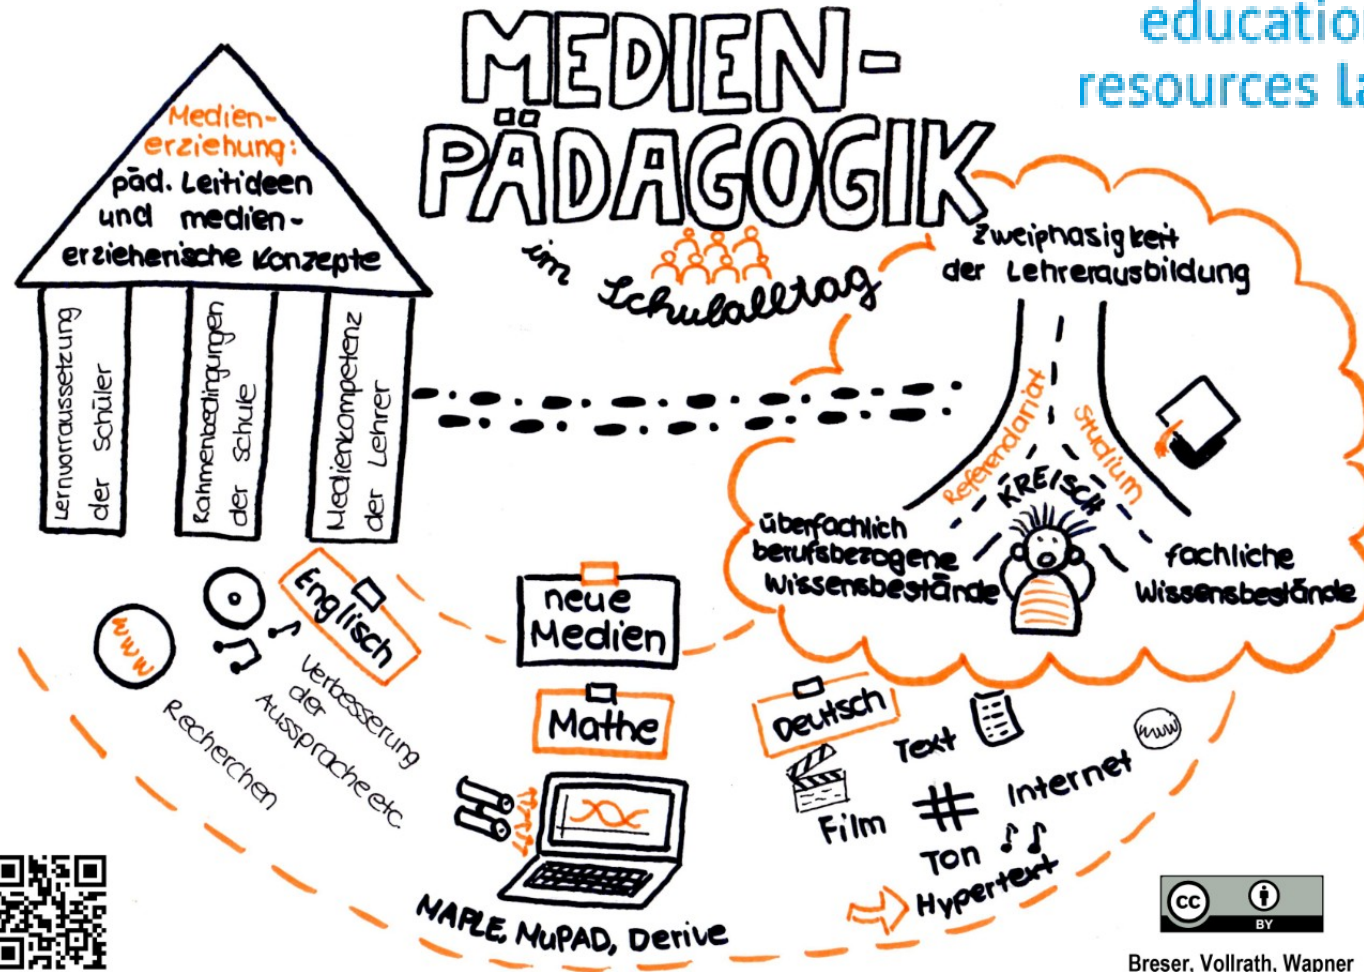 MEDIEN-
PÄDAGOGIK
im Schulalltag
education
resources la
Medien-
erziehung:
päd. Leitideen
und medien-
erzieherische Konzepte
Lernvoraussetzung
der Schüler
Rahmenbedingungen
der Schule
Medienkompetenz
der Lehrer
Zweiphasigkeit
der Lehrerausbildung
Referendariat
Studium
KREISCH
überfachlich
berufsbezogene
Wissensbestände
fachliche
Wissensbestände
neue
Medien
Englisch
www
Recherchen
Verbesserung
der
Aussprache etc.
Mathe
MAPLE, MuPAD, Derive
Deutsch
Text
Film
#
Internet
www
Ton
Hypertext
cc
BY
Breser, Vollrath, Wapner